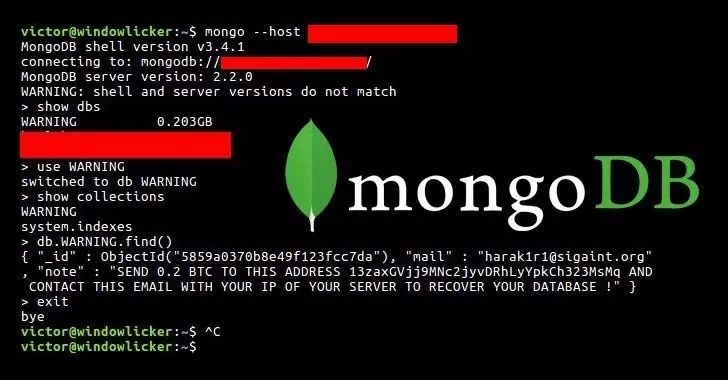 victor@windowlicker:~$ mongo --host
MongoDB shell version v3.4.1
connecting to: mongodb:// /
MongoDB server version: 2.2.0
WARNING: shell and server versions do not match
> show dbs
WARNING 0.203GB
> use WARNING
switched to db WARNING
> show collections
WARNING
system.indexes
> db.WARNING.find()
{ "_id" : ObjectId("5859a0370b8e49f123fcc7da"), "mail" : "harak1r1@sigaint.org"
, "note" : "SEND 0.2 BTC TO THIS ADDRESS 13zaxGVjj9MNc2jyvDRhLyYpkCh323MsMq AND
CONTACT THIS EMAIL WITH YOUR IP OF YOUR SERVER TO RECOVER YOUR DATABASE !" }
> exit
bye
victor@windowlicker:~$ ^C
victor@windowlicker:~$
mongoDB